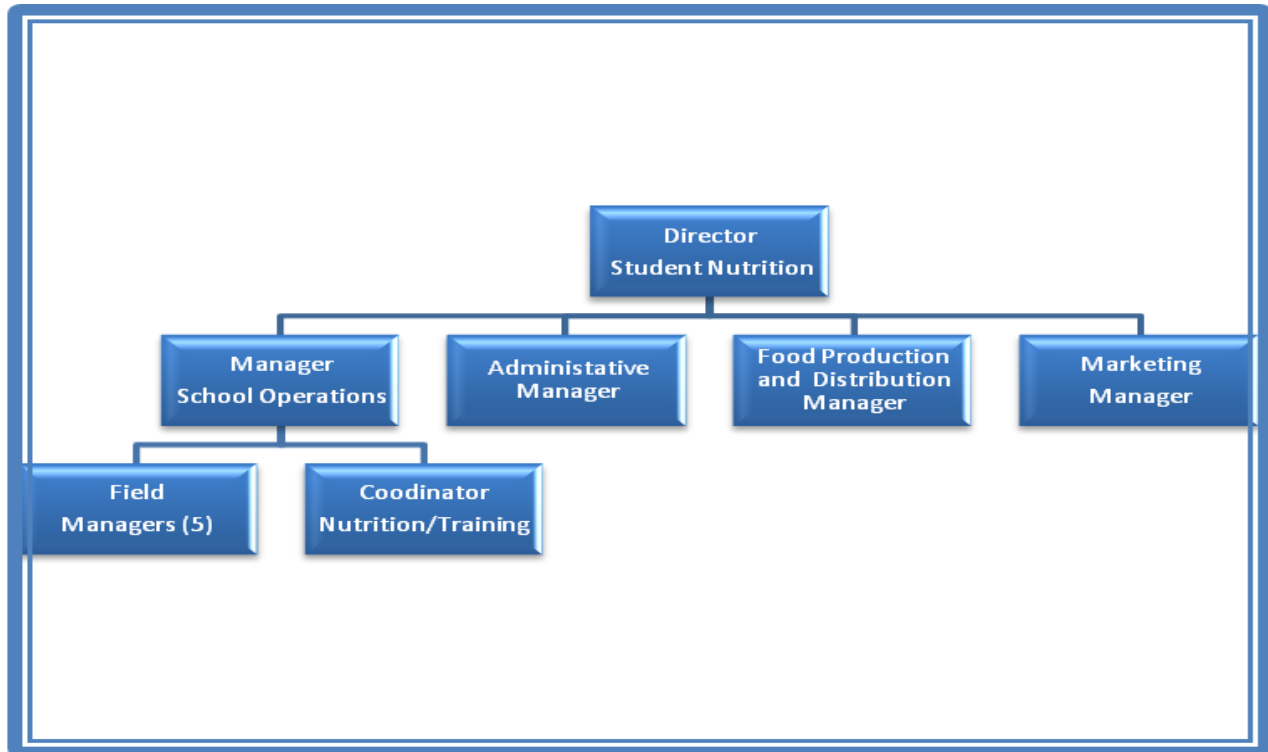 Director
Student Nutrition
Manager
School Operations
Administative
Manager
Food Production
and Distribution
Manager
Marketing
Manager
Field
Managers (5)
Coodinator
Nutrition/Training